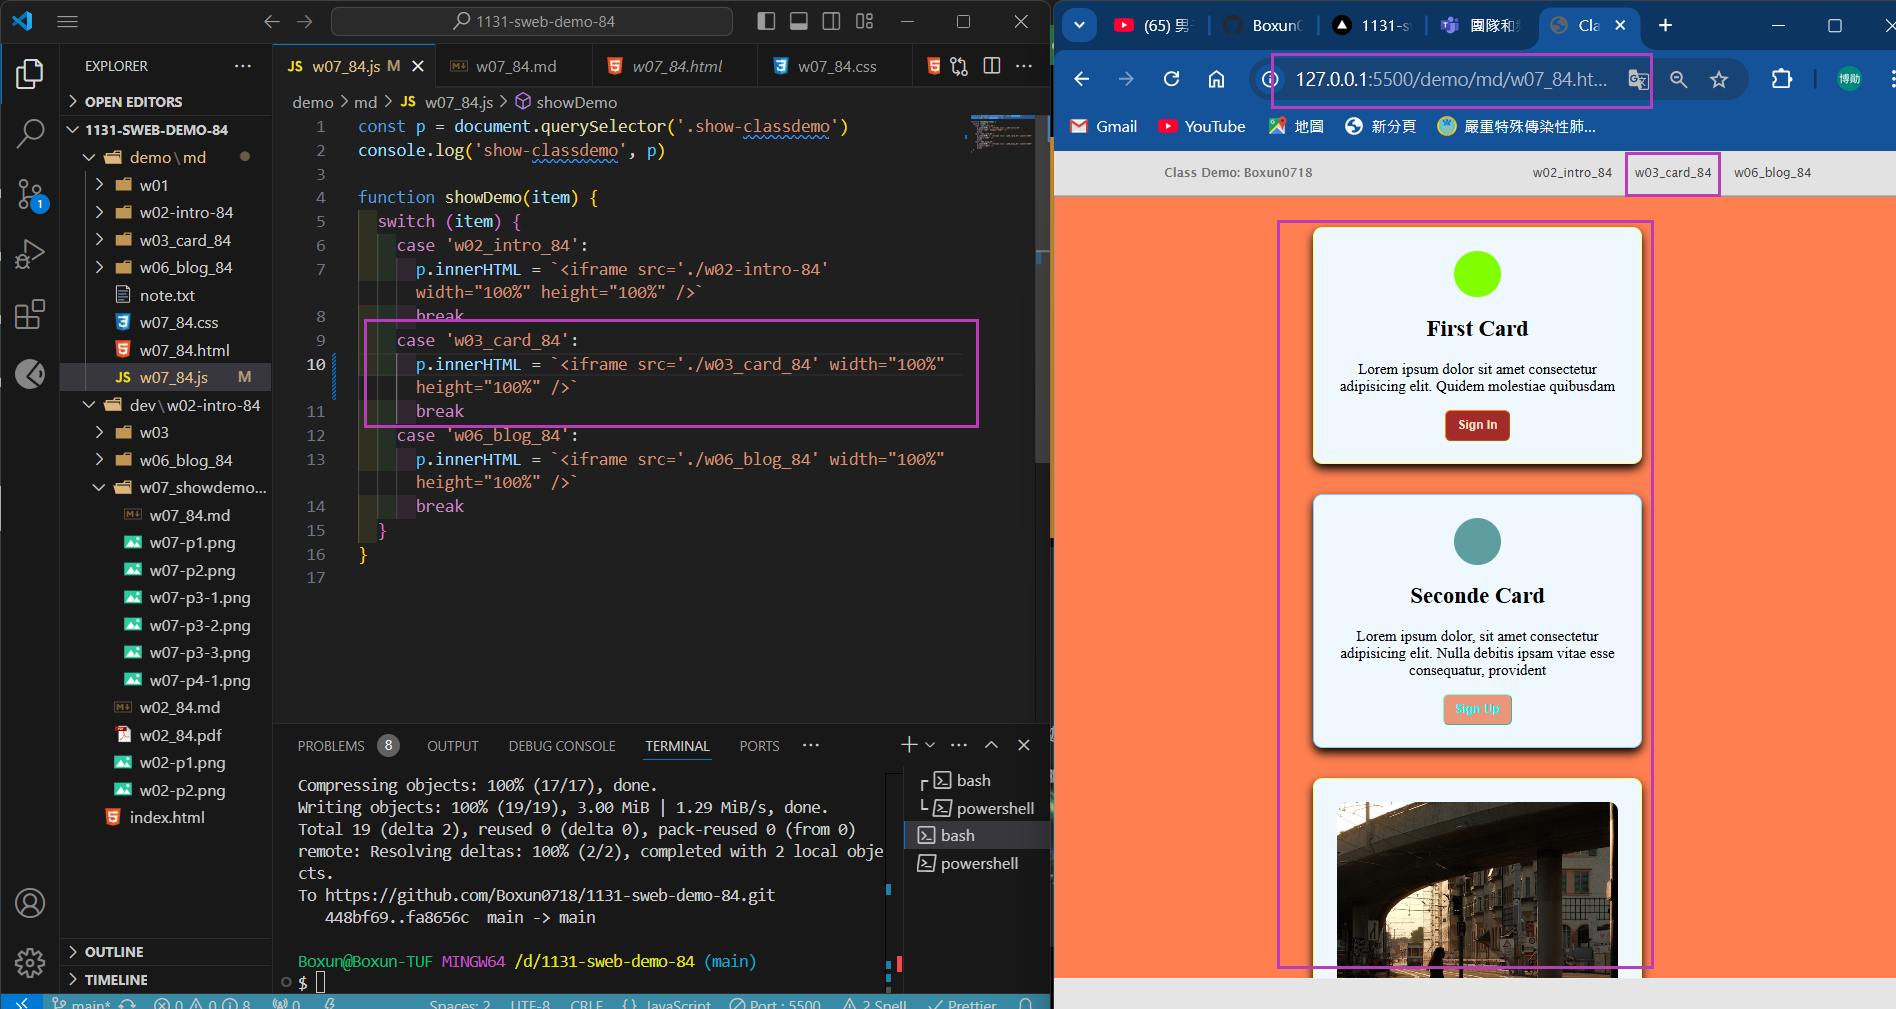 1131-sweb-demo-84
EXPLORER
OPEN EDITORS
1131-SWEB-DEMO-84
demo\md
w01
w02-intro-84
w03_card_84
w06_blog_84
note.txt
w07_84.css
w07_84.html
JS w07_84.js M
dev\w02-intro-84
w03
w06_blog_84
w07_showdemo...
w07_84.md
w07-p1.png
w07-p2.png
w07-p3-1.png
w07-p3-2.png
w07-p3-3.png
w07-p4-1.png
w02_84.md
w02_84.pdf
w02-p1.png
w02-p2.png
index.html
OUTLINE
TIMELINE
1
JS w07_84.js M
w07_84.md
w07_84.html
w07_84.css
demo > md > JS w07_84.js > showDemo
1 const p = document.querySelector('.show-classdemo')
2 console.log('show-classdemo', p)
3
4 function showDemo(item) {
5 switch (item) {
6 case 'w02_intro_84':
7 p.innerHTML = `<iframe src='./w02-intro-84'
width="100%" height="100%" />`
8 break
9 case 'w03_card_84':
10 p.innerHTML = `<iframe src='./w03_card_84' width="100%"
height="100%" />`
11 break
12 case 'w06_blog_84':
13 p.innerHTML = `<iframe src='./w06_blog_84' width="100%"
height="100%" />`
14 break
15 }
16 }
17
PROBLEMS 8 OUTPUT DEBUG CONSOLE TERMINAL PORTS
Compressing objects: 100% (17/17), done.
Writing objects: 100% (19/19), 3.00 MiB | 1.29 MiB/s, done.
Total 19 (delta 2), reused 0 (delta 0), pack-reused 0 (from 0)
remote: Resolving deltas: 100% (2/2), completed with 2 local obje
cts.
To https://github.com/Boxun0718/1131-sweb-demo-84.git
448bf69..fa8656c main -> main
Boxun@Boxun-TUF MINGW64 /d/1131-sweb-demo-84 (main)
$
bash
powershell
bash
powershell
main* 0 0 8 0 Spaces: 2 UTF-8 CRLF {} JavaScript Port : 5500 2 Spell Prettier
(65) 男
Boxun
1131-s
團隊和
Cla
127.0.0.1:5500/demo/md/w07_84.ht...
博勛
Gmail YouTube 地圖 新分頁 嚴重特殊傳染性肺...
Class Demo: Boxun0718 w02_intro_84 w03_card_84 w06_blog_84
First Card
Lorem ipsum dolor sit amet consectetur
adipisicing elit. Quidem molestiae quibusdam
Sign In
Seconde Card
Lorem ipsum dolor, sit amet consectetur
adipisicing elit. Nulla debitis ipsam vitae esse
consequatur, provident
Sign Up